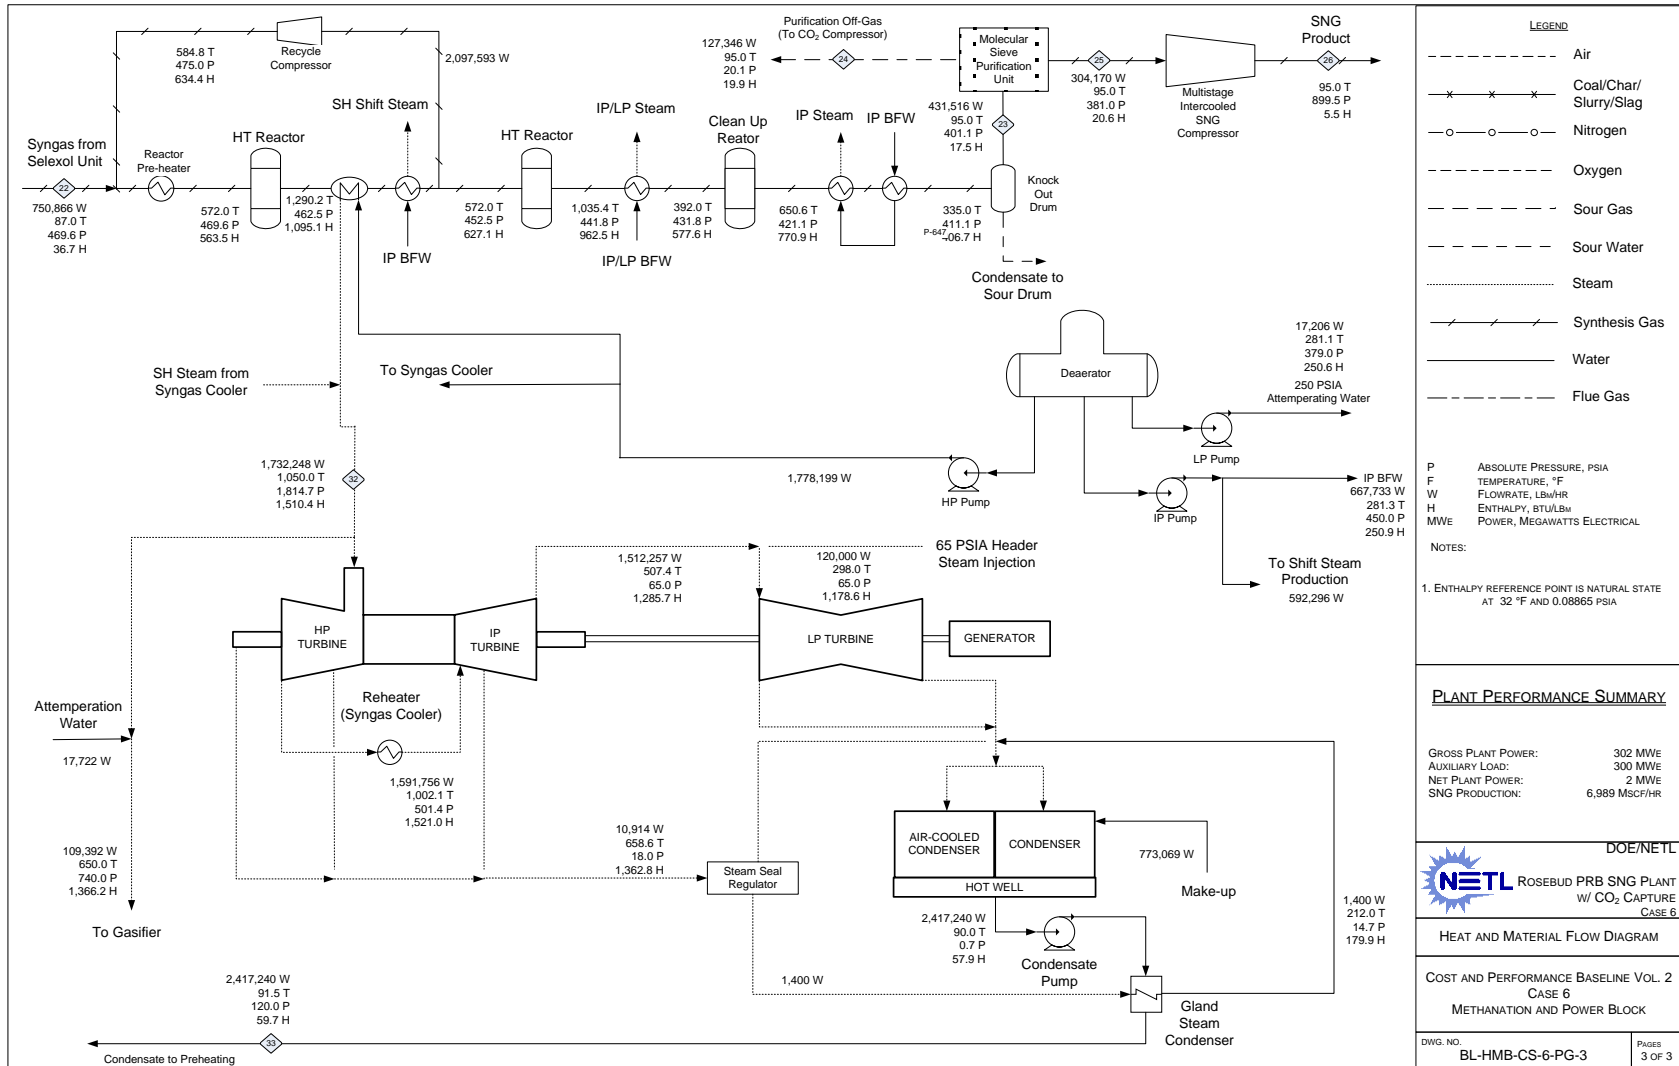 584.8 T
475.0 P
634.4 H
Recycle
Compressor
2,097,593 W
Syngas from
Selexol Unit
22
750,866 W
87.0 T
469.6 P
36.7 H
Reactor
Pre-heater
HT Reactor
572.0 T
469.6 P
563.5 H
1,290.2 T
462.5 P
1,095.1 H
SH Shift Steam
IP BFW
HT Reactor
572.0 T
452.5 P
627.1 H
IP/LP Steam
1,035.4 T
441.8 P
962.5 H
IP/LP BFW
Clean Up
Reator
392.0 T
431.8 P
577.6 H
IP Steam
IP BFW
650.6 T
421.1 P
770.9 H
335.0 T
411.1 P
P-647
406.7 H
Purification Off-Gas
(To CO2 Compressor)
127,346 W
95.0 T
20.1 P
19.9 H
24
Molecular
Sieve
Purification
Unit
431,516 W
95.0 T
401.1 P
17.5 H
23
Knock
Out
Drum
Condensate to
Sour Drum
25
304,170 W
95.0 T
381.0 P
20.6 H
Multistage
Intercooled
SNG
Compressor
SNG
Product
26
95.0 T
899.5 P
5.5 H
SH Steam from
Syngas Cooler
To Syngas Cooler
Deaerator
17,206 W
281.1 T
379.0 P
250.6 H
250 PSIA
Attemperating Water
LP Pump
1,778,199 W
HP Pump
IP Pump
IP BFW
667,733 W
281.3 T
450.0 P
250.9 H
To Shift Steam
Production
592,296 W
1,732,248 W
1,050.0 T
1,814.7 P
1,510.4 H
32
1,512,257 W
507.4 T
65.0 P
1,285.7 H
120,000 W
298.0 T
65.0 P
1,178.6 H
65 PSIA Header
Steam Injection
HP
TURBINE
IP
TURBINE
LP TURBINE
GENERATOR
Reheater
(Syngas Cooler)
1,591,756 W
1,002.1 T
501.4 P
1,521.0 H
Attemperation
Water
17,722 W
109,392 W
650.0 T
740.0 P
1,366.2 H
To Gasifier
10,914 W
658.6 T
18.0 P
1,362.8 H
Steam Seal
Regulator
AIR-COOLED
CONDENSER
CONDENSER
HOT WELL
773,069 W
Make-up
2,417,240 W
90.0 T
0.7 P
57.9 H
Condensate
Pump
1,400 W
212.0 T
14.7 P
179.9 H
1,400 W
Gland
Steam
Condenser
2,417,240 W
91.5 T
120.0 P
59.7 H
33
Condensate to Preheating
LEGEND
Air
Coal/Char/
Slurry/Slag
Nitrogen
Oxygen
Sour Gas
Sour Water
Steam
Synthesis Gas
Water
Flue Gas
P ABSOLUTE PRESSURE, PSIA
F TEMPERATURE, °F
W FLOWRATE, LBM/HR
H ENTHALPY, BTU/LBM
MWE POWER, MEGAWATTS ELECTRICAL
NOTES:
1. ENTHALPY REFERENCE POINT IS NATURAL STATE
AT 32 °F AND 0.08865 PSIA
PLANT PERFORMANCE SUMMARY
GROSS PLANT POWER: 302 MWE
AUXILIARY LOAD: 300 MWE
NET PLANT POWER: 2 MWE
SNG PRODUCTION: 6,989 MSCF/HR
DOE/NETL
NETL
ROSEBUD PRB SNG PLANT
W/ CO2 CAPTURE
CASE 6
HEAT AND MATERIAL FLOW DIAGRAM
COST AND PERFORMANCE BASELINE VOL. 2
CASE 6
METHANATION AND POWER BLOCK
DWG. NO.
BL-HMB-CS-6-PG-3
PAGES
3 OF 3